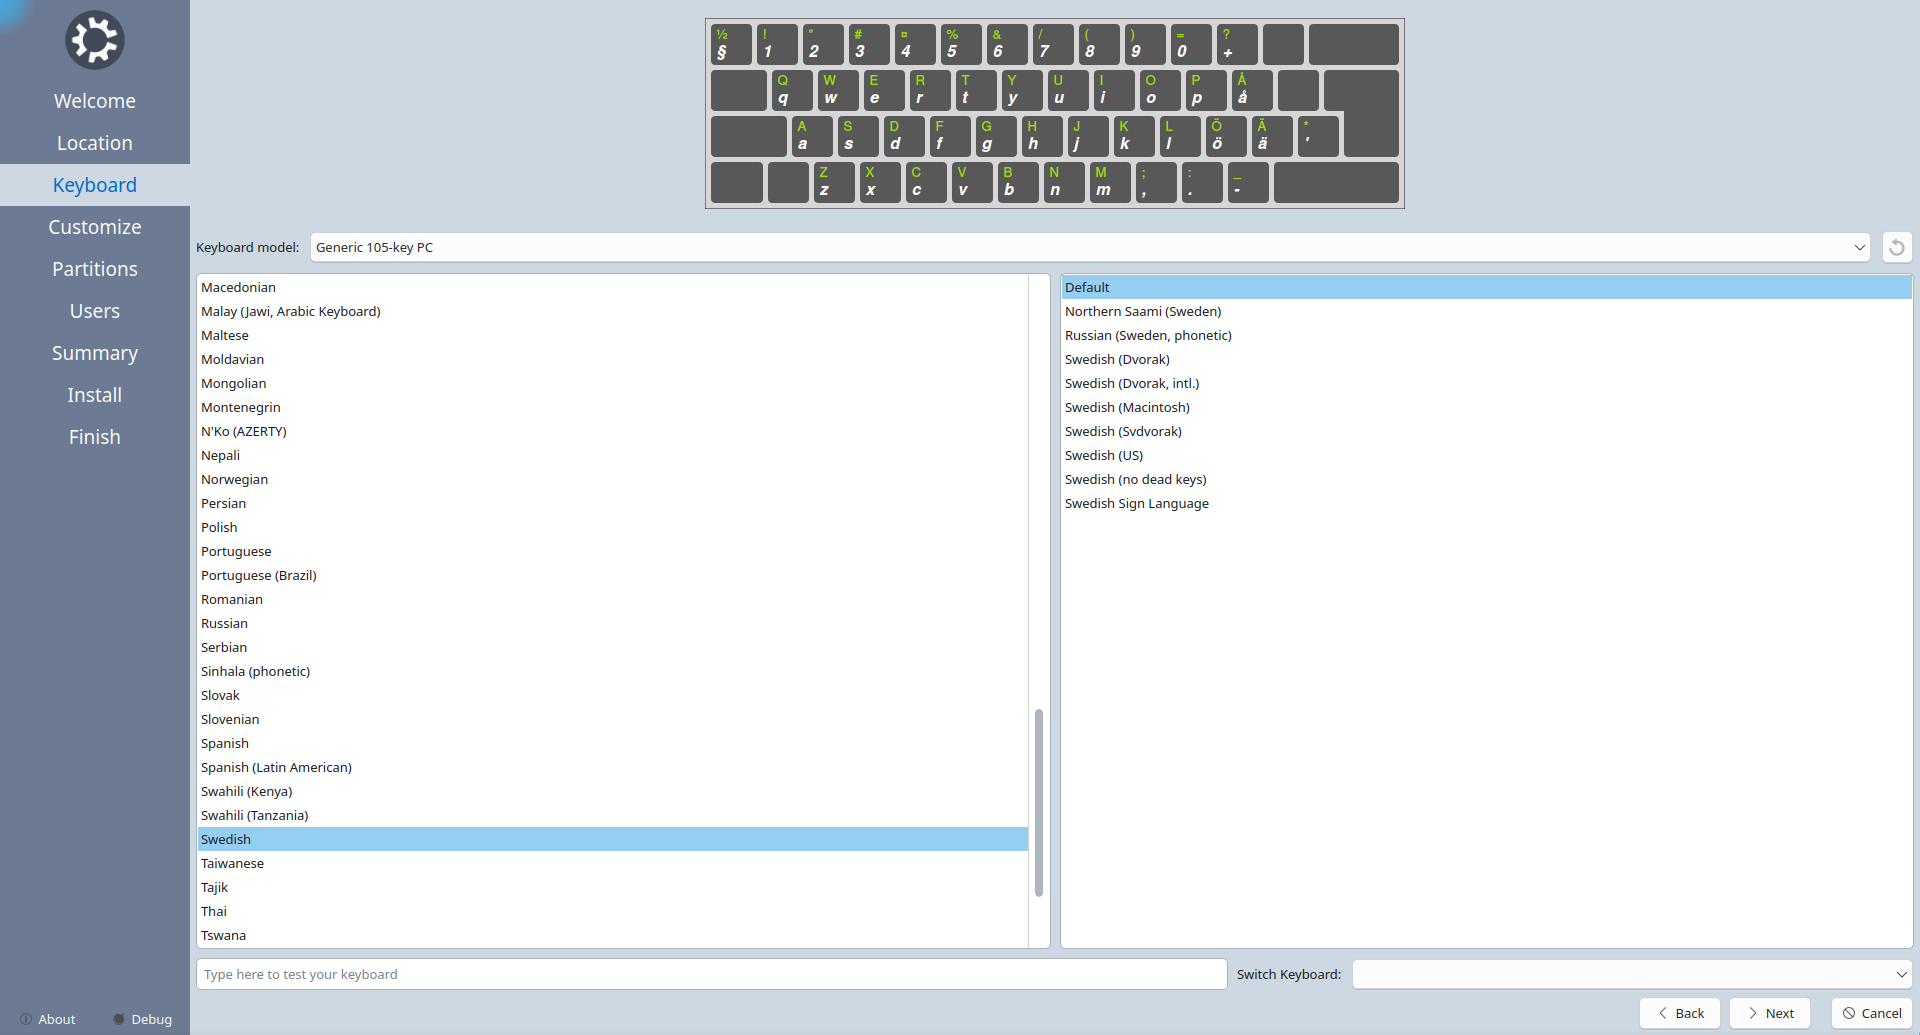 Welcome
Location
Keyboard
Customize
Partitions
Users
Summary
Install
Finish
About
Debug
½ ! " # ¤ % & / ( ) = ?
§ 1 2 3 4 5 6 7 8 9 0 +
Q W E R T Y U I O P Å
q w e r t y u i o p å
A S D F G H J K L Ö Ä *
a s d f g h j k l ö ä '
Z X C V B N M ; : _
z x c v b n m , . -
Keyboard model: Generic 105-key PC
Macedonian
Malay (Jawi, Arabic Keyboard)
Maltese
Moldavian
Mongolian
Montenegrin
N'Ko (AZERTY)
Nepali
Norwegian
Persian
Polish
Portuguese
Portuguese (Brazil)
Romanian
Russian
Serbian
Sinhala (phonetic)
Slovak
Slovenian
Spanish
Spanish (Latin American)
Swahili (Kenya)
Swahili (Tanzania)
Swedish
Taiwanese
Tajik
Thai
Tswana
Default
Northern Saami (Sweden)
Russian (Sweden, phonetic)
Swedish (Dvorak)
Swedish (Dvorak, intl.)
Swedish (Macintosh)
Swedish (Svdvorak)
Swedish (US)
Swedish (no dead keys)
Swedish Sign Language
Type here to test your keyboard
Switch Keyboard:
Back
Next
Cancel